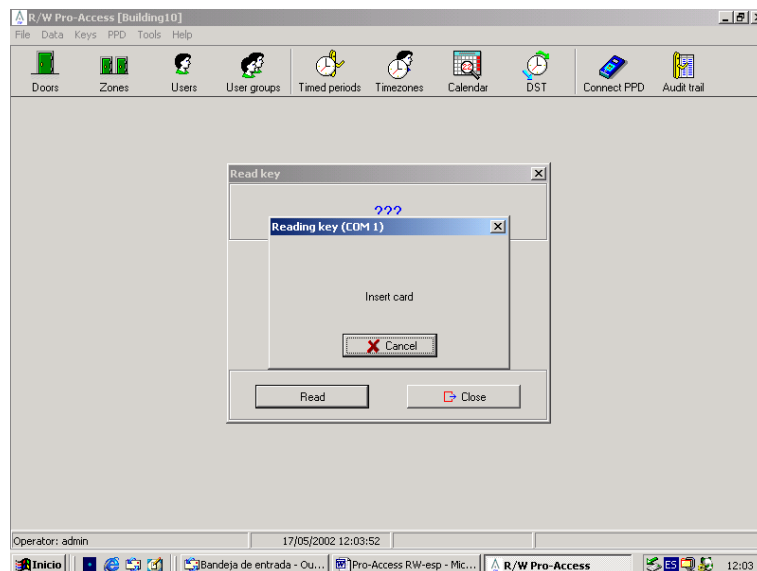 R/W Pro-Access [Building10]
File Data Keys PPD Tools Help
Doors Zones Users User groups Timed periods Timezones Calendar DST Connect PPD Audit trail
Read key
???
Reading key (COM 1)
Insert card
Cancel
Read Close
Operator: admin 17/05/2002 12:03:52
Inicio Bandeja de entrada - Ou... Pro-Access RW-esp - Mic... R/W Pro-Access ES 12:03